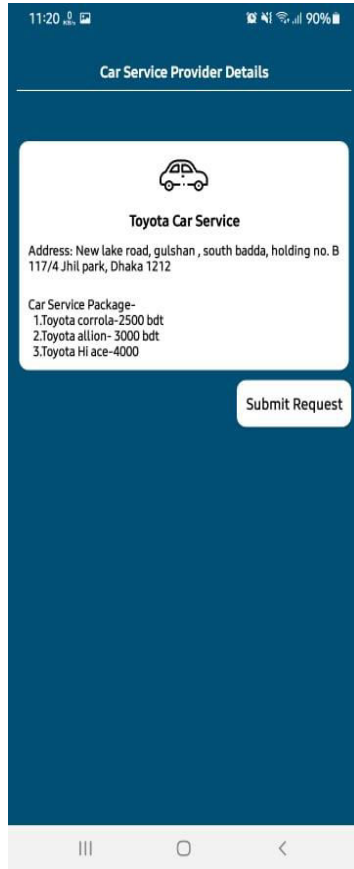 11:20 0 KB/s 90%
Car Service Provider Details
Toyota Car Service
Address: New lake road, gulshan , south badda, holding no. B
117/4 Jhil park, Dhaka 1212
Car Service Package-
1.Toyota corrola-2500 bdt
2.Toyota allion- 3000 bdt
3.Toyota Hi ace-4000
Submit Request